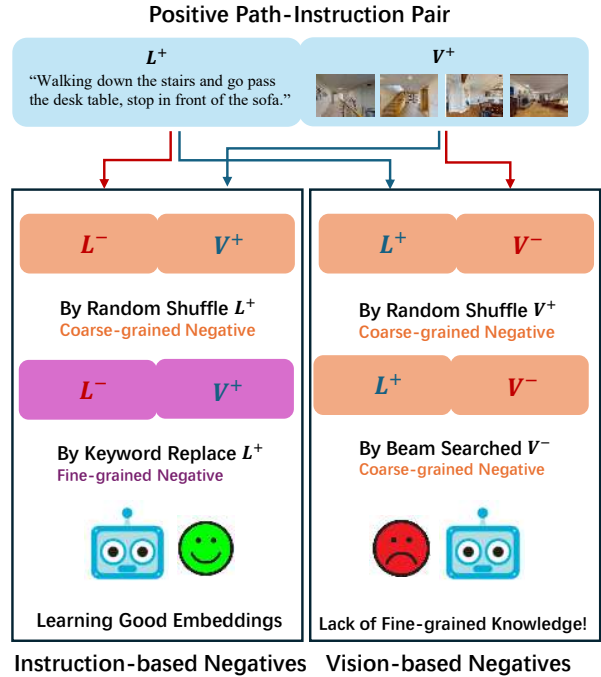 Positive Path-Instruction Pair
L⁺
V⁺
“Walking down the stairs and go pass
the desk table, stop in front of the sofa.”
L⁻
V⁺
By Random Shuffle L⁺
Coarse-grained Negative
L⁻
V⁺
By Keyword Replace L⁺
Fine-grained Negative
Learning Good Embeddings
Instruction-based Negatives
L⁺
V⁻
By Random Shuffle V⁺
Coarse-grained Negative
L⁺
V⁻
By Beam Searched V⁻
Coarse-grained Negative
Lack of Fine-grained Knowledge!
Vision-based Negatives